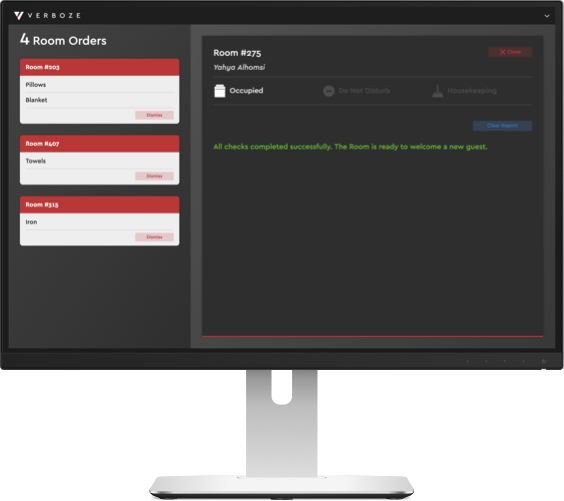 VERBOZE
4 Room Orders
Room #203
Pillows
Blanket
Dismiss
Room #407
Towels
Dismiss
Room #315
Iron
Dismiss
Room #275
Close
Yahya Alhomsi
Occupied
Do Not Disturb
Housekeeping
Clear Report
All checks completed successfully. The Room is ready to welcome a new guest.